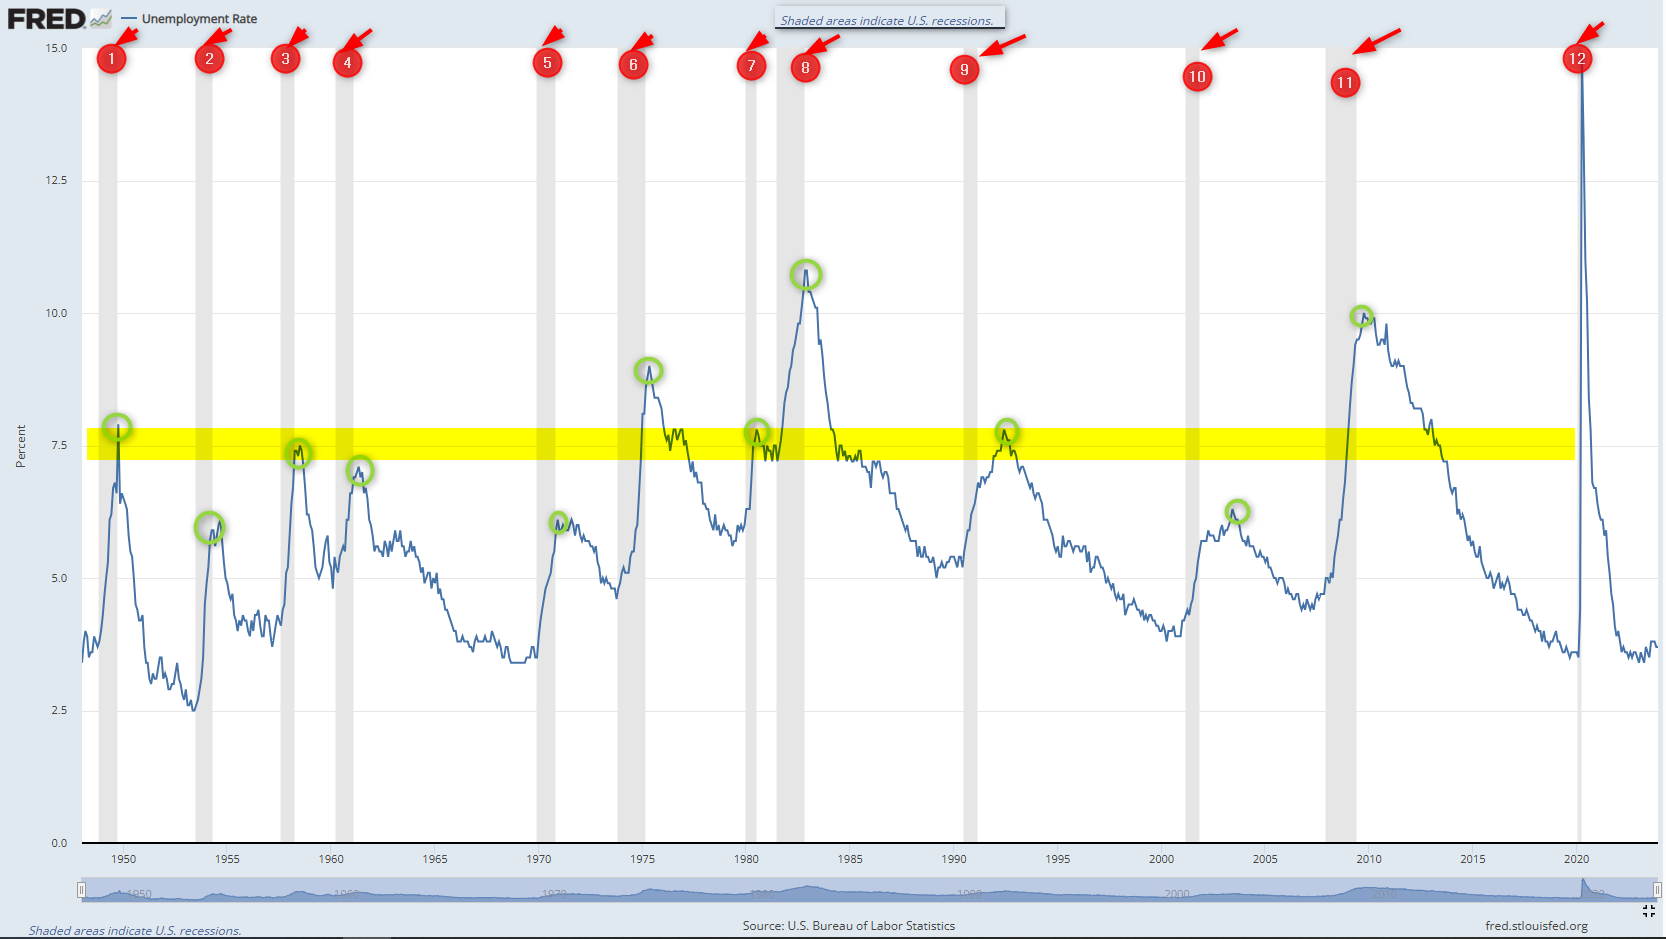 FRED
Unemployment Rate
Shaded areas indicate U.S. recessions.
1 2 3 4 5 6 7 8 9 10 11 12
15.0
12.5
10.0
7.5
5.0
2.5
0.0
Percent
1950 1955 1960 1965 1970 1975 1980 1985 1990 1995 2000 2005 2010 2015 2020
1950 1960 1970 1980 1990 2000 2010
Shaded areas indicate U.S. recessions.
Source: U.S. Bureau of Labor Statistics
fred.stlouisfed.org